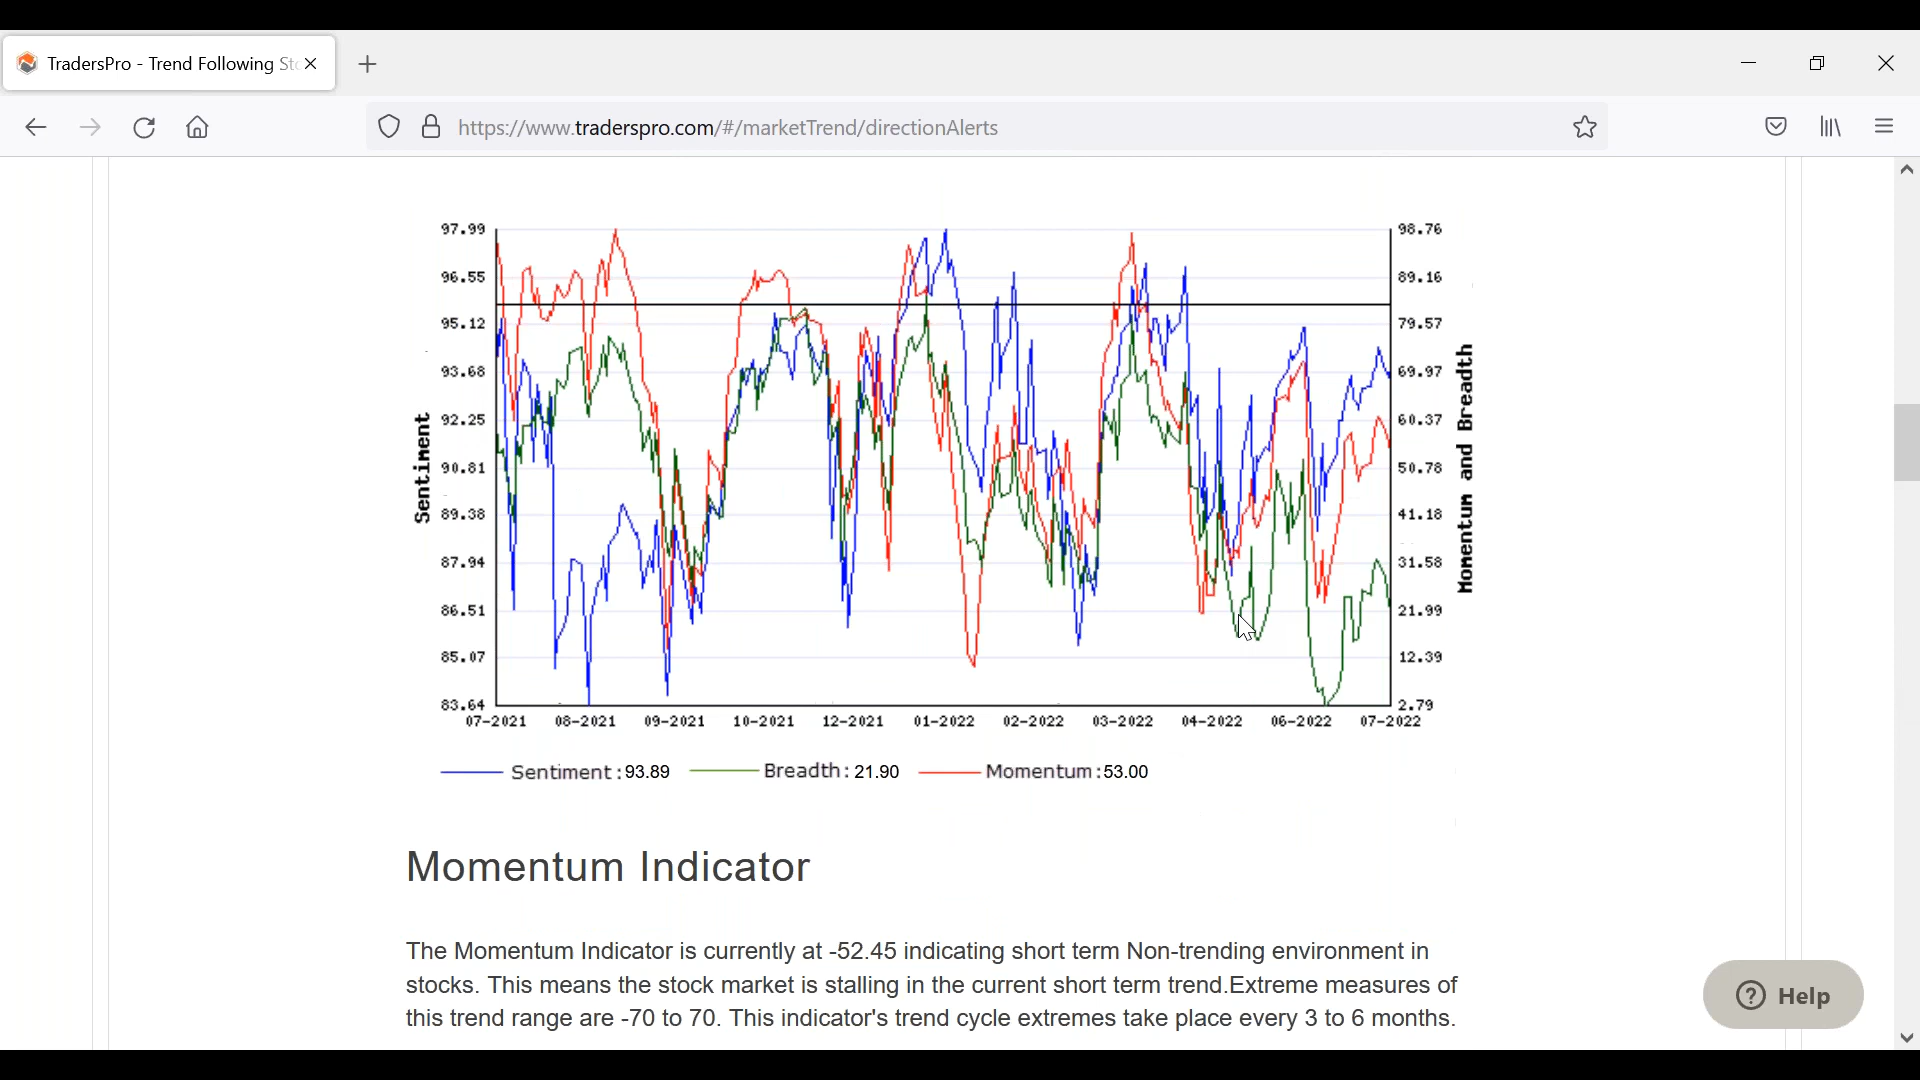 TradersPro - Trend Following Sto
https://www.traderspro.com/#/marketTrend/directionAlerts
97.99
96.55
95.12
93.68
92.25
90.81
89.38
87.94
86.51
85.07
83.64
Sentiment
98.76
89.16
79.57
69.97
60.37
50.78
41.18
31.58
21.99
12.39
2.79
Momentum and Breadth
07-2021 08-2021 09-2021 10-2021 12-2021 01-2022 02-2022 03-2022 04-2022 06-2022 07-2022
Sentiment : 93.89 Breadth : 21.90 Momentum : 53.00
Momentum Indicator
The Momentum Indicator is currently at -52.45 indicating short term Non-trending environment in
stocks. This means the stock market is stalling in the current short term trend.Extreme measures of
this trend range are -70 to 70. This indicator's trend cycle extremes take place every 3 to 6 months.
Help